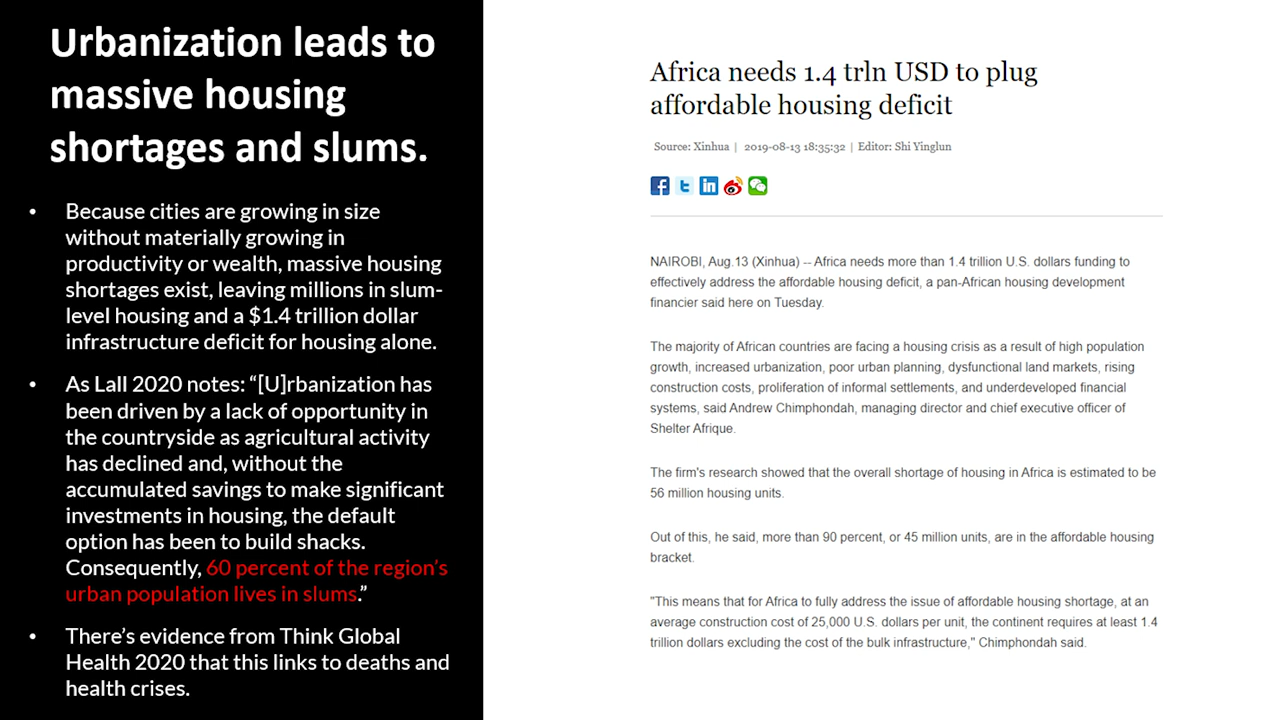 Urbanization leads to
massive housing
shortages and slums.
• Because cities are growing in size
without materially growing in
productivity or wealth, massive housing
shortages exist, leaving millions in slum-
level housing and a $1.4 trillion dollar
infrastructure deficit for housing alone.
• As Lall 2020 notes: “[U]rbanization has
been driven by a lack of opportunity in
the countryside as agricultural activity
has declined and, without the
accumulated savings to make significant
investments in housing, the default
option has been to build shacks.
Consequently, 60 percent of the region’s
urban population lives in slums.”
• There’s evidence from Think Global
Health 2020 that this links to deaths and
health crises.
Africa needs 1.4 trln USD to plug
affordable housing deficit
Source: Xinhua | 2019-08-13 18:35:32 | Editor: Shi Yinglun
NAIROBI, Aug.13 (Xinhua) -- Africa needs more than 1.4 trillion U.S. dollars funding to
effectively address the affordable housing deficit, a pan-African housing development
financier said here on Tuesday.
The majority of African countries are facing a housing crisis as a result of high population
growth, increased urbanization, poor urban planning, dysfunctional land markets, rising
construction costs, proliferation of informal settlements, and underdeveloped financial
systems, said Andrew Chimphondah, managing director and chief executive officer of
Shelter Afrique.
The firm's research showed that the overall shortage of housing in Africa is estimated to be
56 million housing units.
Out of this, he said, more than 90 percent, or 45 million units, are in the affordable housing
bracket.
"This means that for Africa to fully address the issue of affordable housing shortage, at an
average construction cost of 25,000 U.S. dollars per unit, the continent requires at least 1.4
trillion dollars excluding the cost of the bulk infrastructure," Chimphondah said.